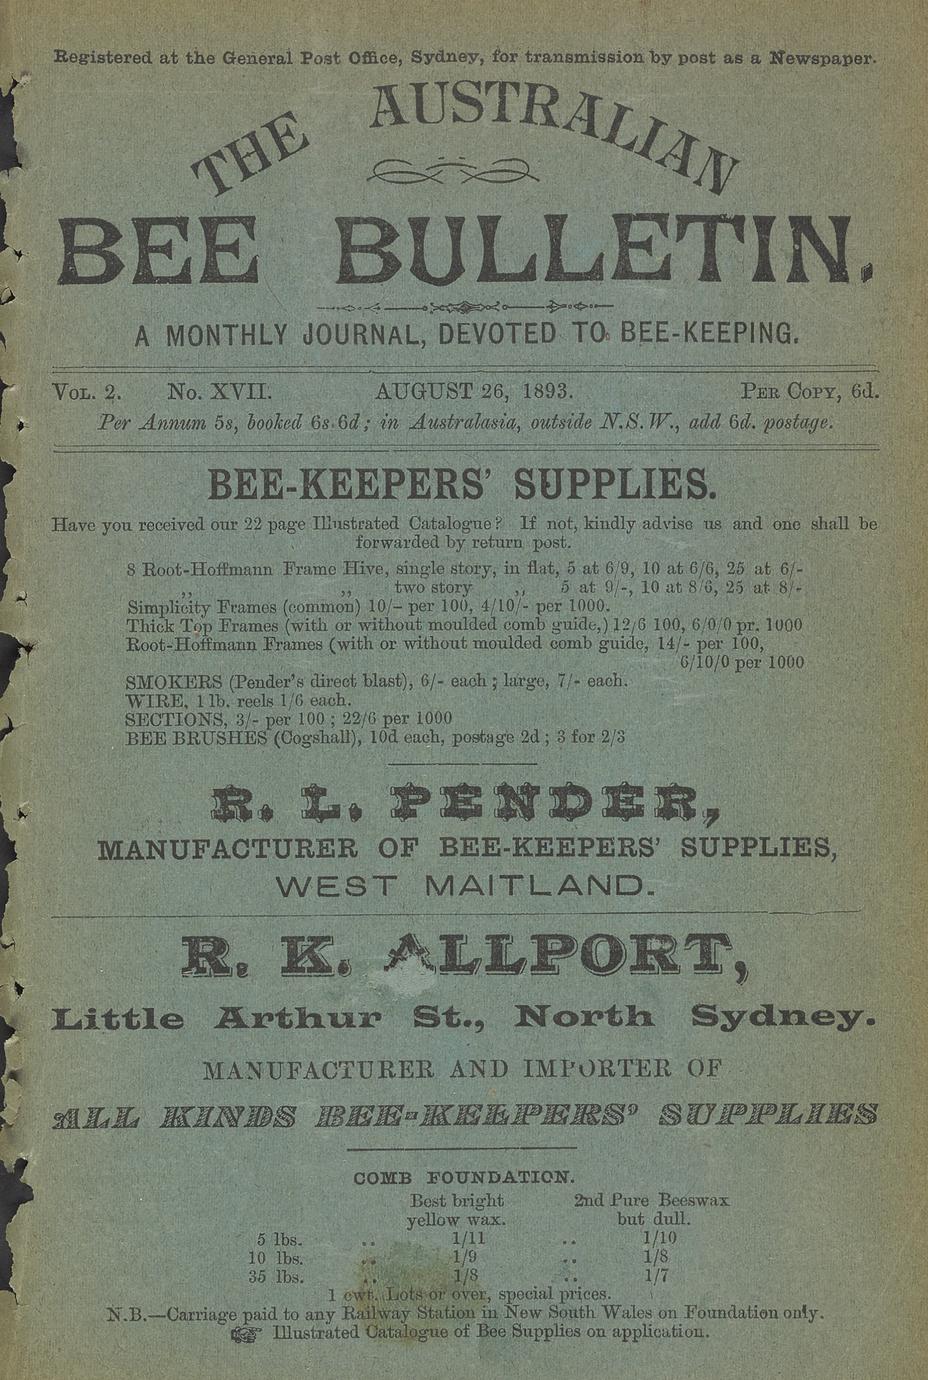 Registered at the General Post Office, Sydney, for transmission by post as a Newspaper.
THE AUSTRALIAN
BEE BULLETIN.
A MONTHLY JOURNAL, DEVOTED TO BEE-KEEPING.
VOL. 2. No. XVII. AUGUST 26, 1893. PER COPY, 6d.
Per Annum 5s, booked 6s. 6d; in Australasia, outside N.S.W., add 6d. postage.
BEE-KEEPERS' SUPPLIES.
Have you received our 22 page Illustrated Catalogue? If not, kindly advise us and one shall be
forwarded by return post.
8 Root-Hoffmann Frame Hive, single story, in flat, 5 at 6/9, 10 at 6/6, 25 at 6/-
,, ,, two story ,, 5 at 9/-, 10 at 8/6, 25 at 8/-
Simplicity Frames (common) 10/- per 100, 4/10/- per 1000.
Thick Top Frames (with or without moulded comb guide,) 12/6 100, 6/0/0 pr. 1000
Root-Hoffmann Frames (with or without moulded comb guide, 14/- per 100,
6/10/0 per 1000
SMOKERS (Pender's direct blast), 6/- each; large, 7/- each.
WIRE, 1 lb. reels 1/6 each.
SECTIONS, 3/- per 100; 22/6 per 1000
BEE BRUSHES (Cogshall), 10d each, postage 2d; 3 for 2/3
R. L. PENDER,
MANUFACTURER OF BEE-KEEPERS' SUPPLIES,
WEST MAITLAND.
R. K. ALLPORT,
Little Arthur St., North Sydney.
MANUFACTURER AND IMPORTER OF
ALL KINDS BEE-KEEPERS' SUPPLIES
COMB FOUNDATION.
Best bright 2nd Pure Beeswax
yellow wax. but dull.
5 lbs. .. 1/11 .. 1/10
10 lbs. .. 1/9 .. 1/8
35 lbs. .. 1/8 .. 1/7
1 cwt. Lots or over, special prices.
N.B.—Carriage paid to any Railway Station in New South Wales on Foundation only.
☞ Illustrated Catalogue of Bee Supplies on application.